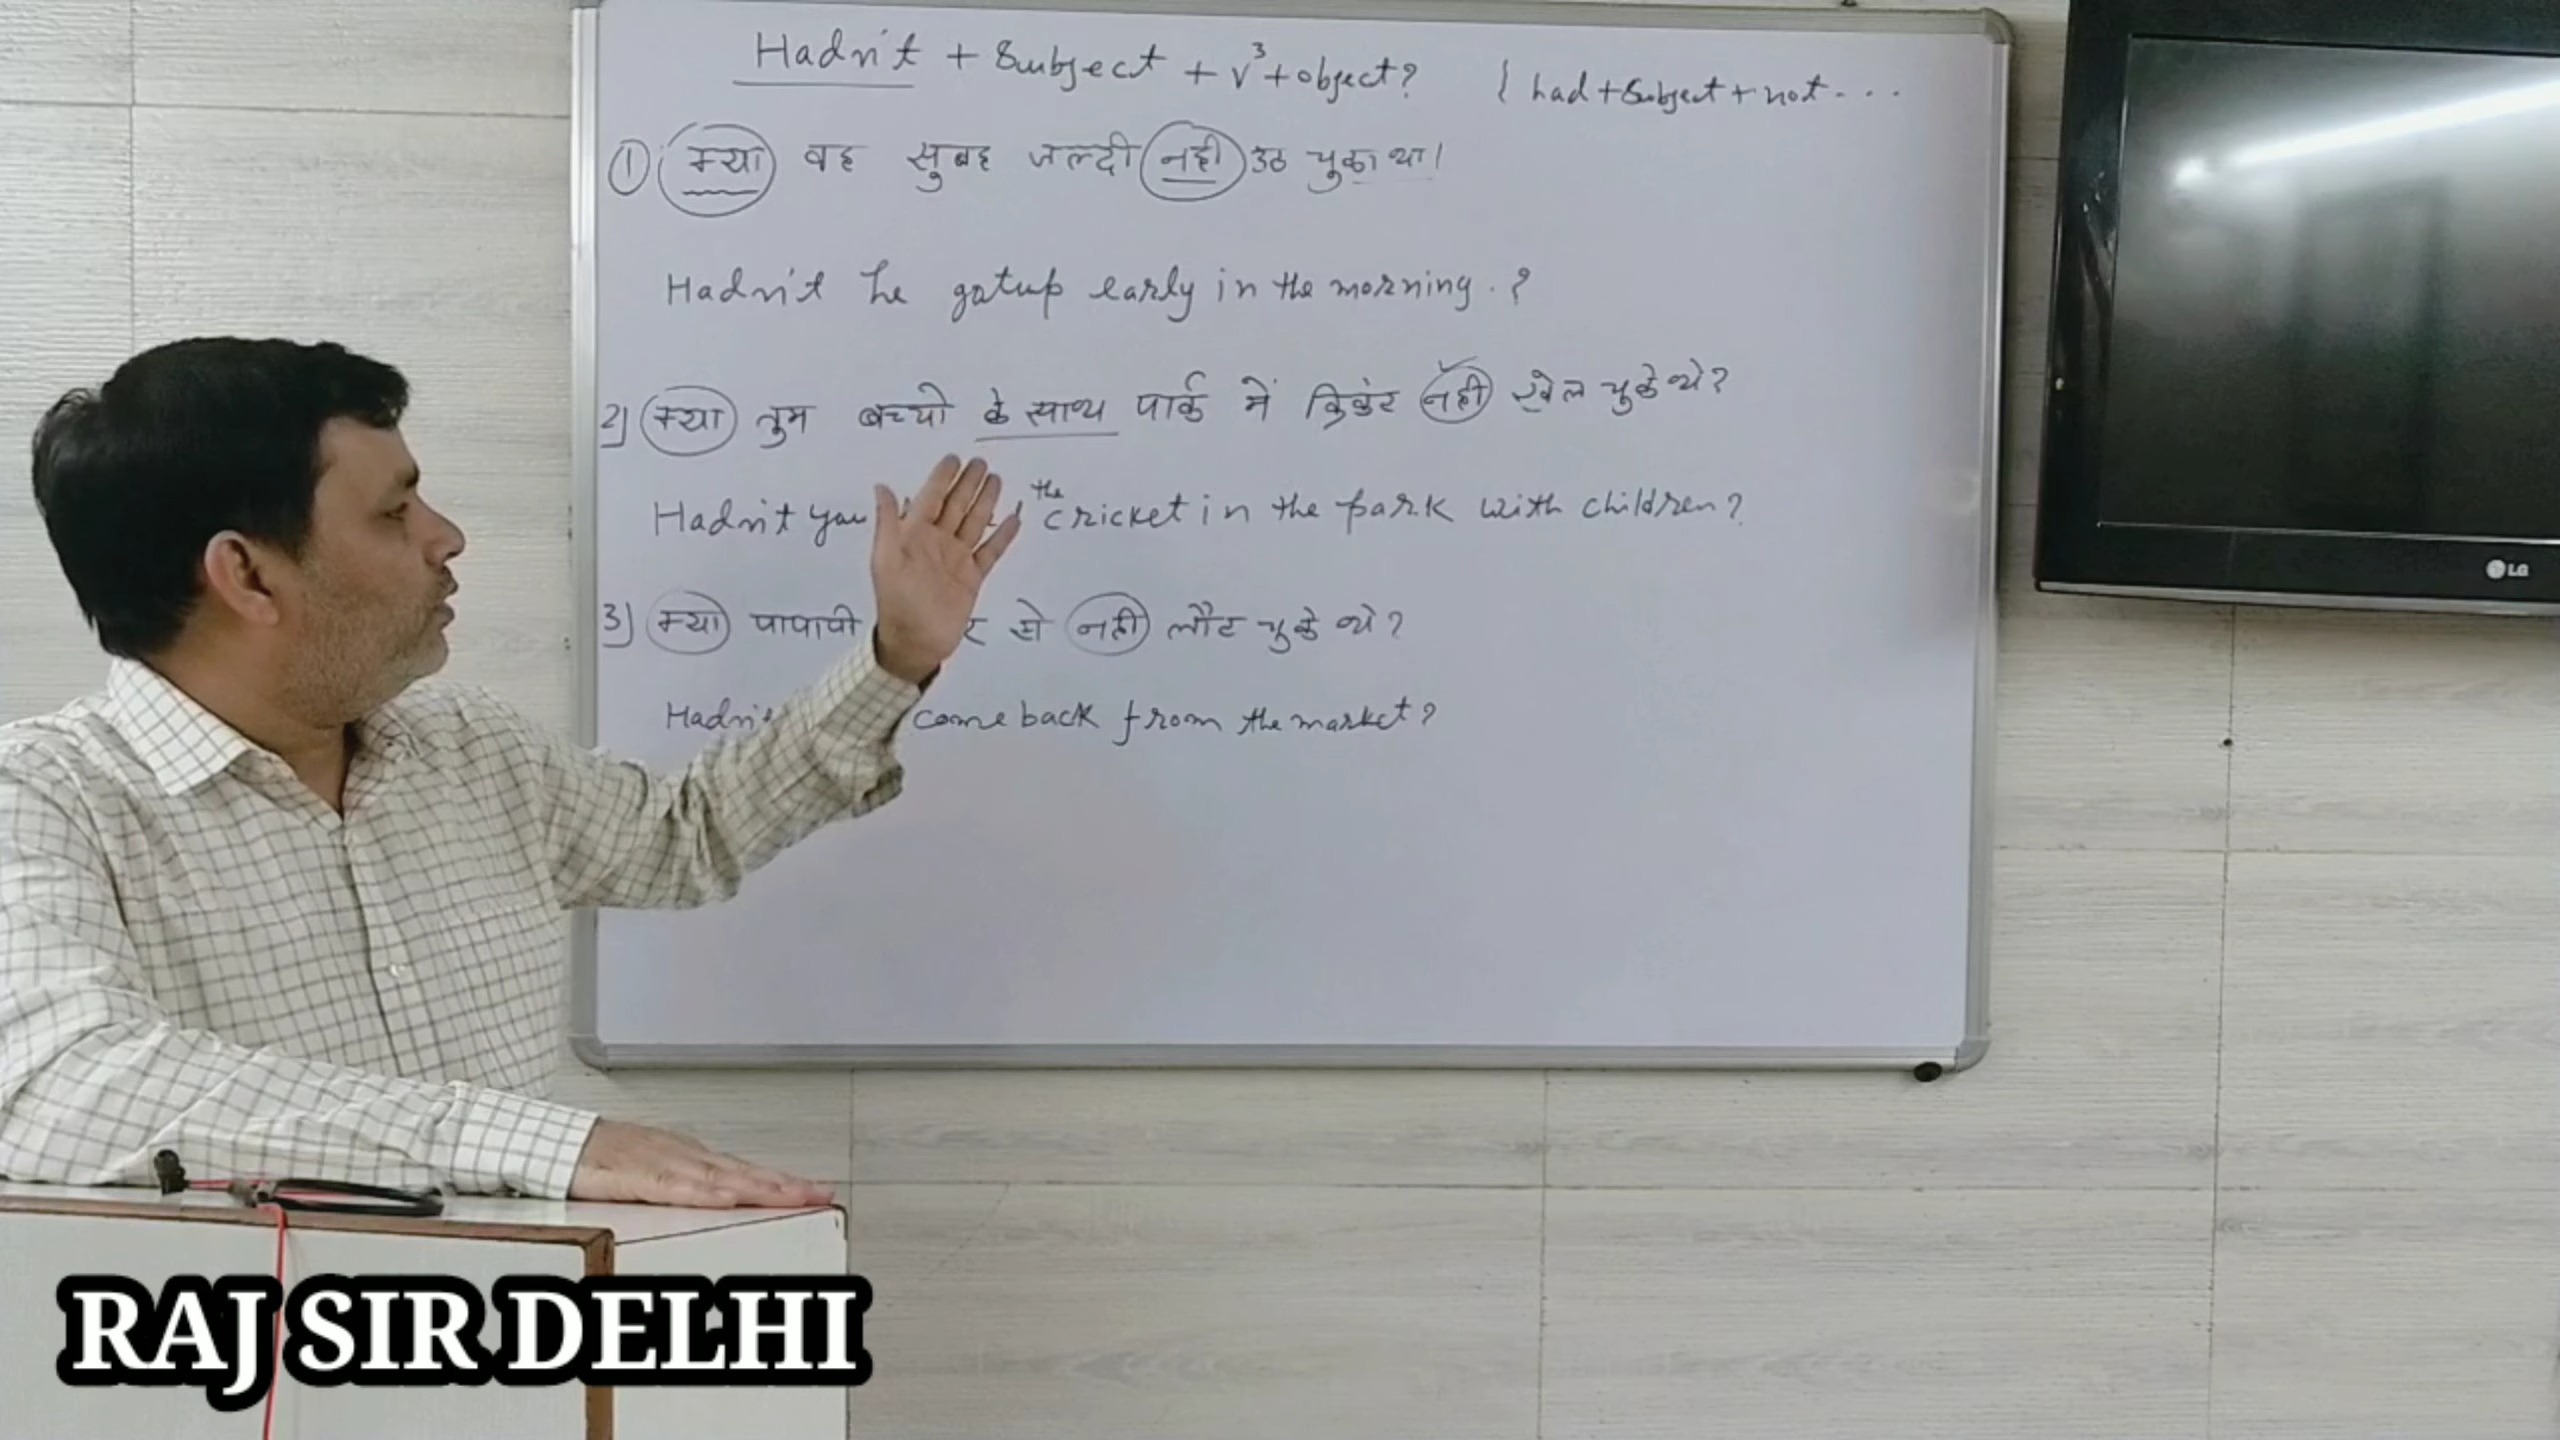 Hadn't + Subject + V³ + object? { had + Subject + not - - -
① क्या वह सुबह जल्दी नही उठ चुका था।
Hadn't he gotup early in the morning. ?
2) क्या तुम बच्चो के साथ पार्क में क्रिकेट नही खेल चुके थे?
Hadn't you the cricket in the park with children?
3) क्या पापाजी से नही लौट चुके थे?
Hadn't come back from the market?
LG
RAJ SIR DELHI